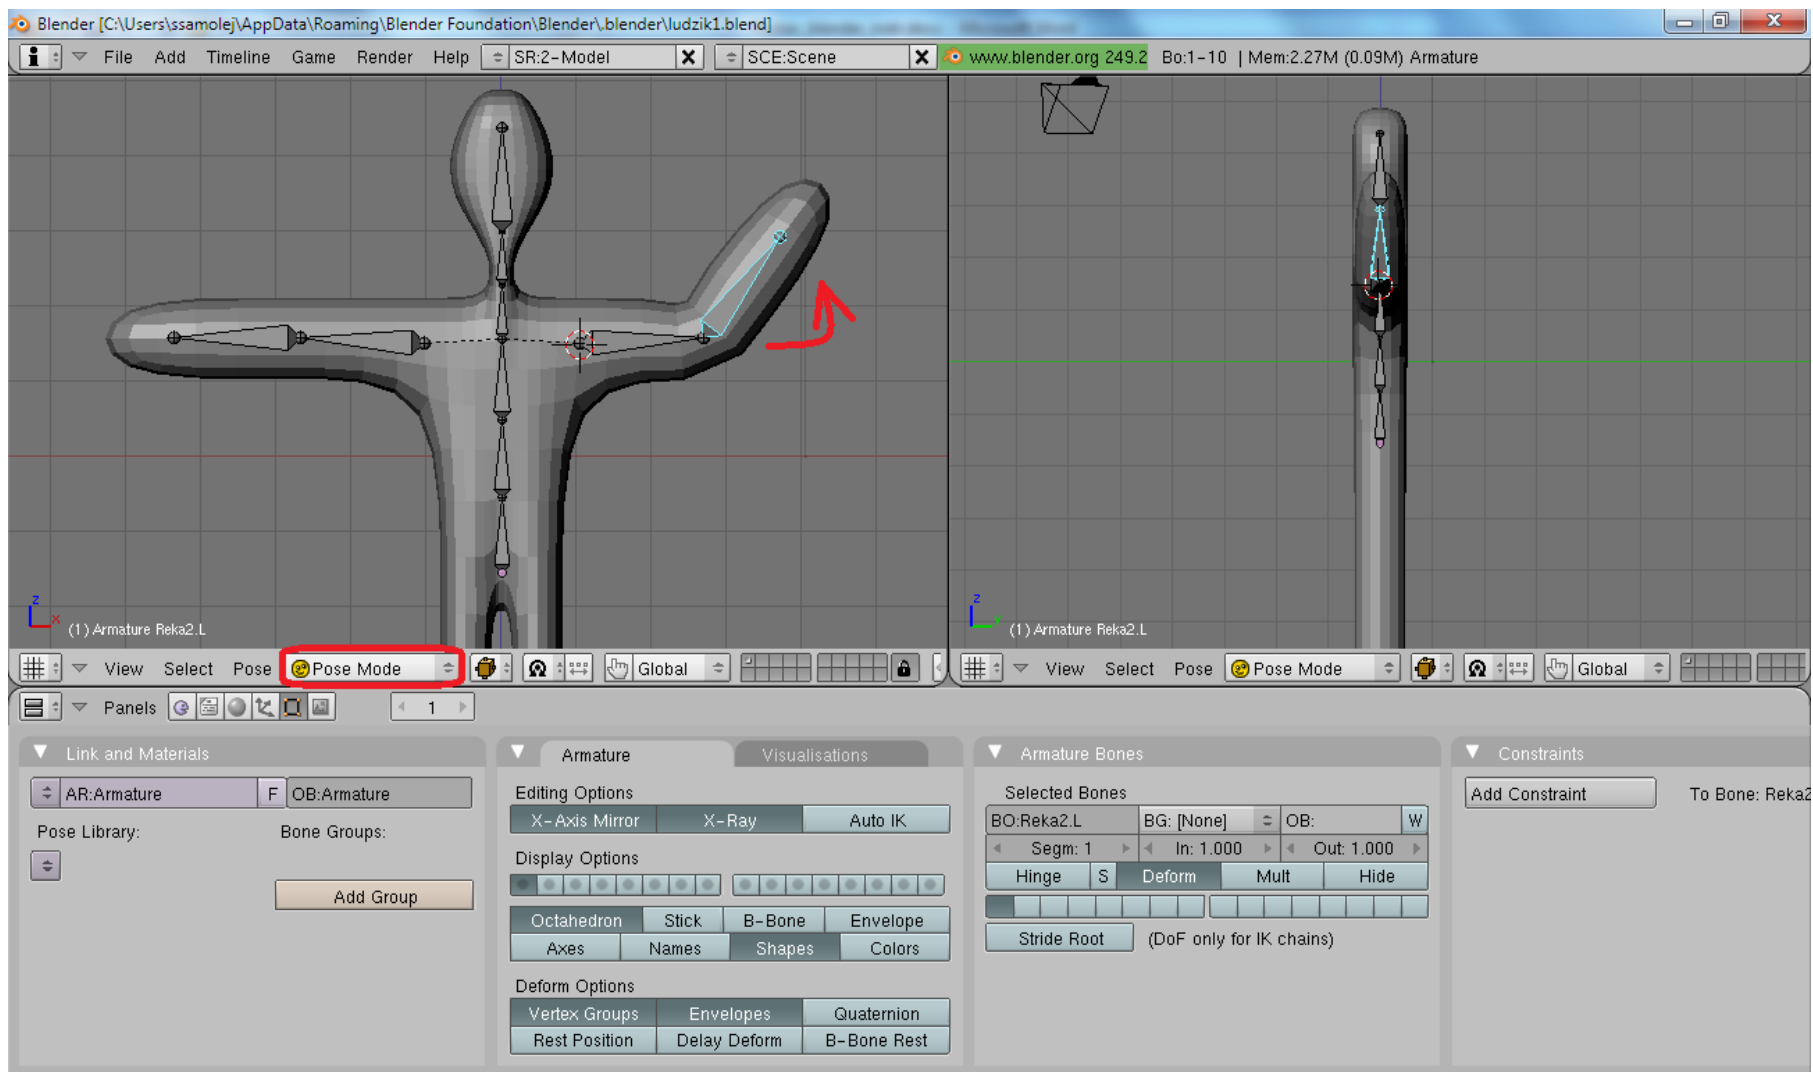 Blender [C:\Users\ssamolej\AppData\Roaming\Blender Foundation\Blender\.blender\ludzik1.blend]
File Add Timeline Game Render Help SR:2-Model X SCE:Scene X www.blender.org 249.2 Bo:1-10 | Mem:2.27M (0.09M) Armature
z
x
(1) Armature Reka2.L
z
y
(1) Armature Reka2.L
View Select Pose Pose Mode Global
View Select Pose Pose Mode Global
Panels 1
Link and Materials
AR:Armature F OB:Armature
Pose Library: Bone Groups:
Add Group
Armature Visualisations
Editing Options
X-Axis Mirror X-Ray Auto IK
Display Options
Octahedron Stick B-Bone Envelope
Axes Names Shapes Colors
Deform Options
Vertex Groups Envelopes Quaternion
Rest Position Delay Deform B-Bone Rest
Armature Bones
Selected Bones
BO:Reka2.L BG: [None] OB: W
Segm: 1 In: 1.000 Out: 1.000
Hinge S Deform Mult Hide
Stride Root (DoF only for IK chains)
Constraints
Add Constraint To Bone: Reka2